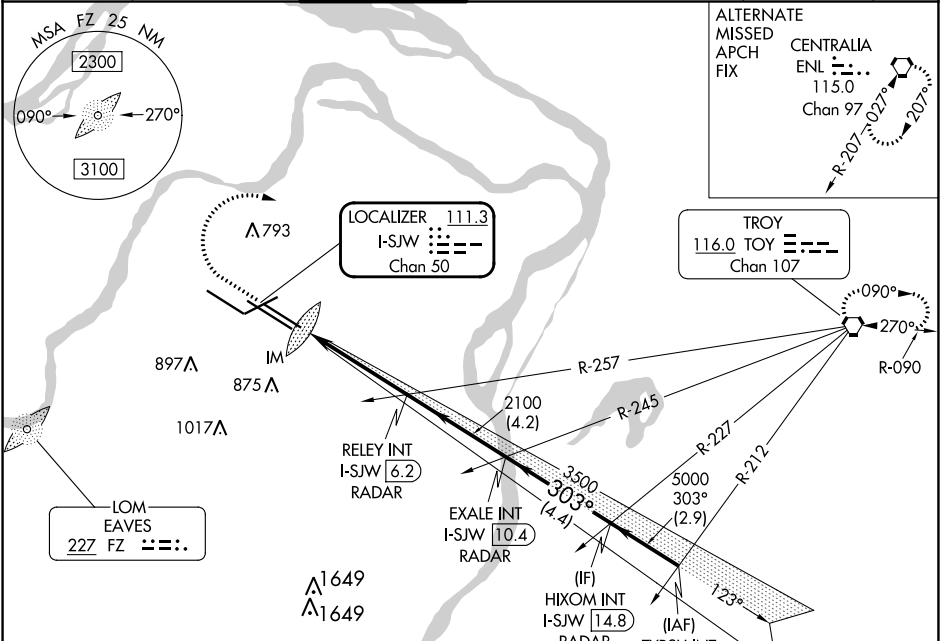 MSA FZ 25 NM
2300
090°
270°
3100
ALTERNATE
MISSED
APCH
FIX
CENTRALIA
ENL
115.0
Chan 97
R-207
027°
207°
793
LOCALIZER 111.3
I-SJW
Chan 50
TROY
116.0 TOY
Chan 107
090°
270°
R-090
IM
897
875
1017
R-257
R-245
R-227
R-212
2100
(4.2)
RELEY INT
I-SJW 6.2
RADAR
3500
303°
(4.4)
5000
303°
(2.9)
EXALE INT
I-SJW 10.4
RADAR
LOM
EAVES
227 FZ
1649
1649
(IF)
HIXOM INT
I-SJW 14.8
RADAR
(IAF)
123°